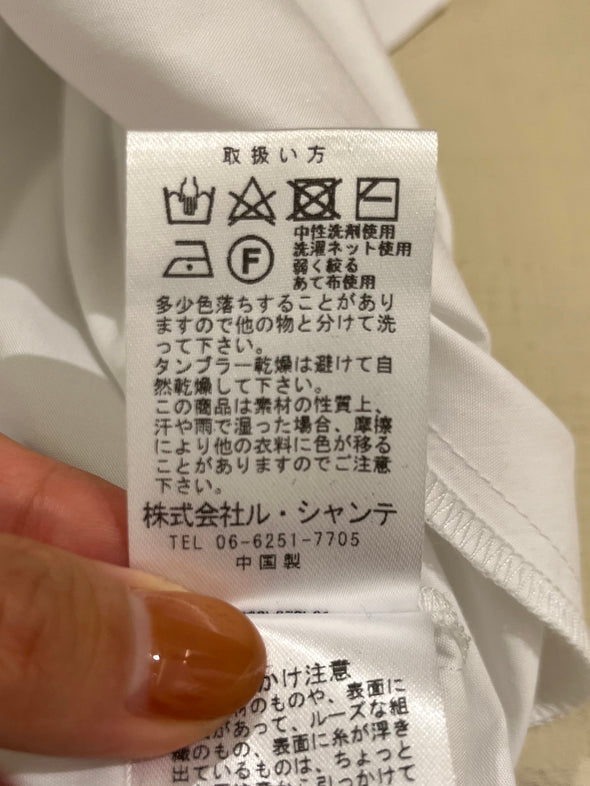 取扱い方
F
中性洗剤使用
洗濯ネット使用
弱く絞る
あて布使用
多少色落ちすることがあり
ますので他の物と分けて洗
って下さい。
タンブラー乾燥は避けて自
然乾燥して下さい。
この商品は素材の性質上、
汗や雨で湿った場合、摩擦
により他の衣料に色が移る
ことがありますのでご注意
下さい。
株式会社ル・シャンテ
TEL 06-6251-7705
中国製
かけ注意
のものや、表面に
があって、ルーズな組
織のもの、表面に糸が浮き
出ているものは、ちょっと
引っかけて